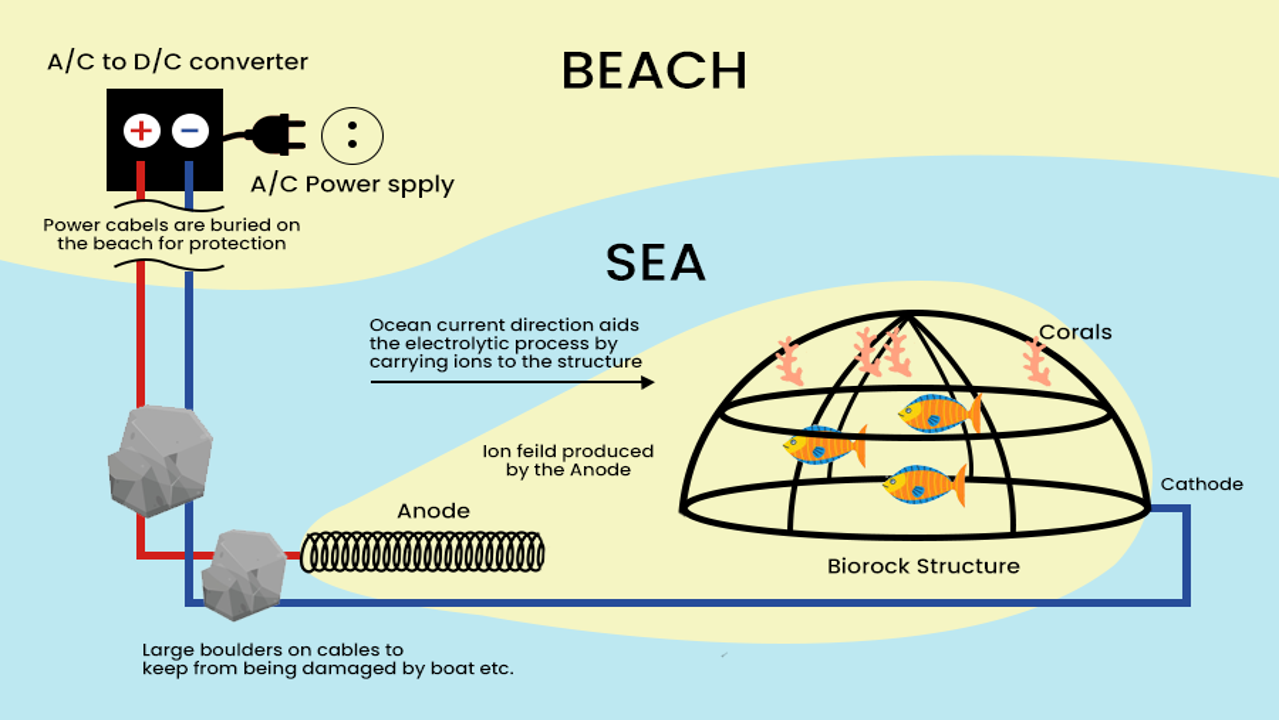 A/C to D/C converter
BEACH
+ −
A/C Power spply
Power cabels are buried on
the beach for protection
SEA
Ocean current direction aids
the electrolytic process by
carrying ions to the structure
Corals
Ion feild produced
by the Anode
Cathode
Anode
Biorock Structure
Large boulders on cables to
keep from being damaged by boat etc.